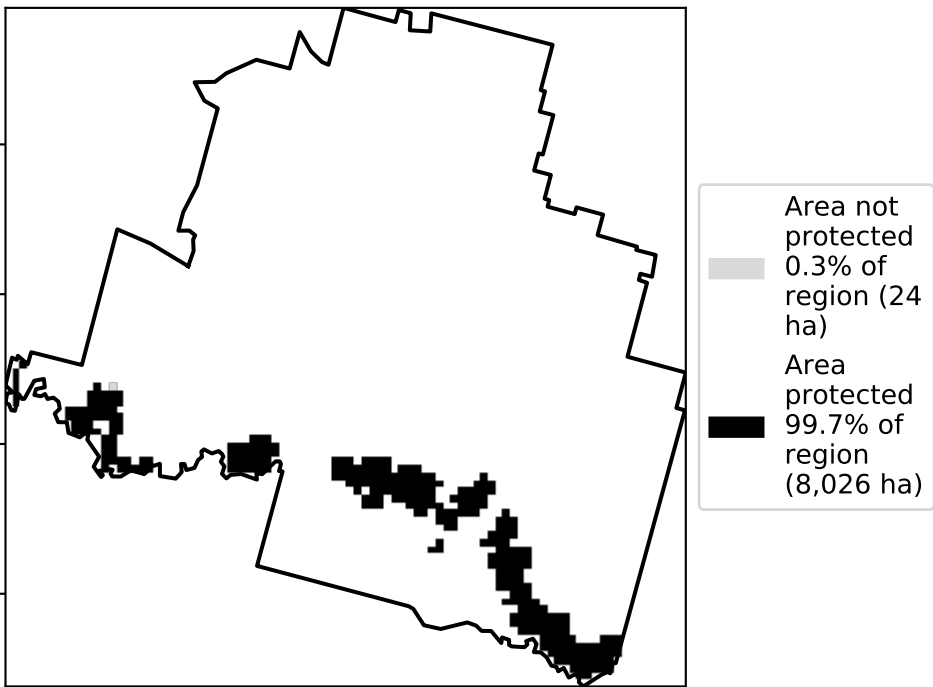 Area not
protected
0.3% of
region (24
ha)
Area
protected
99.7% of
region
(8,026 ha)